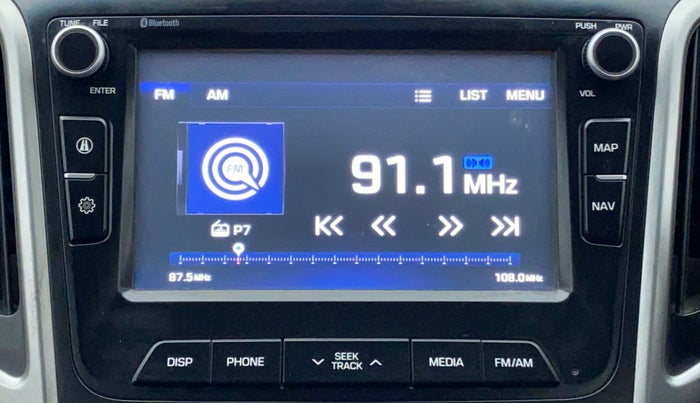 TUNE FILE
Bluetooth
PUSH PWR
ENTER
VOL
FM AM LIST MENU
FM
91.1 MHz
P7
87.5MHz
108.0MHz
MAP
NAV
DISP
PHONE
SEEK
TRACK
MEDIA
FM/AM